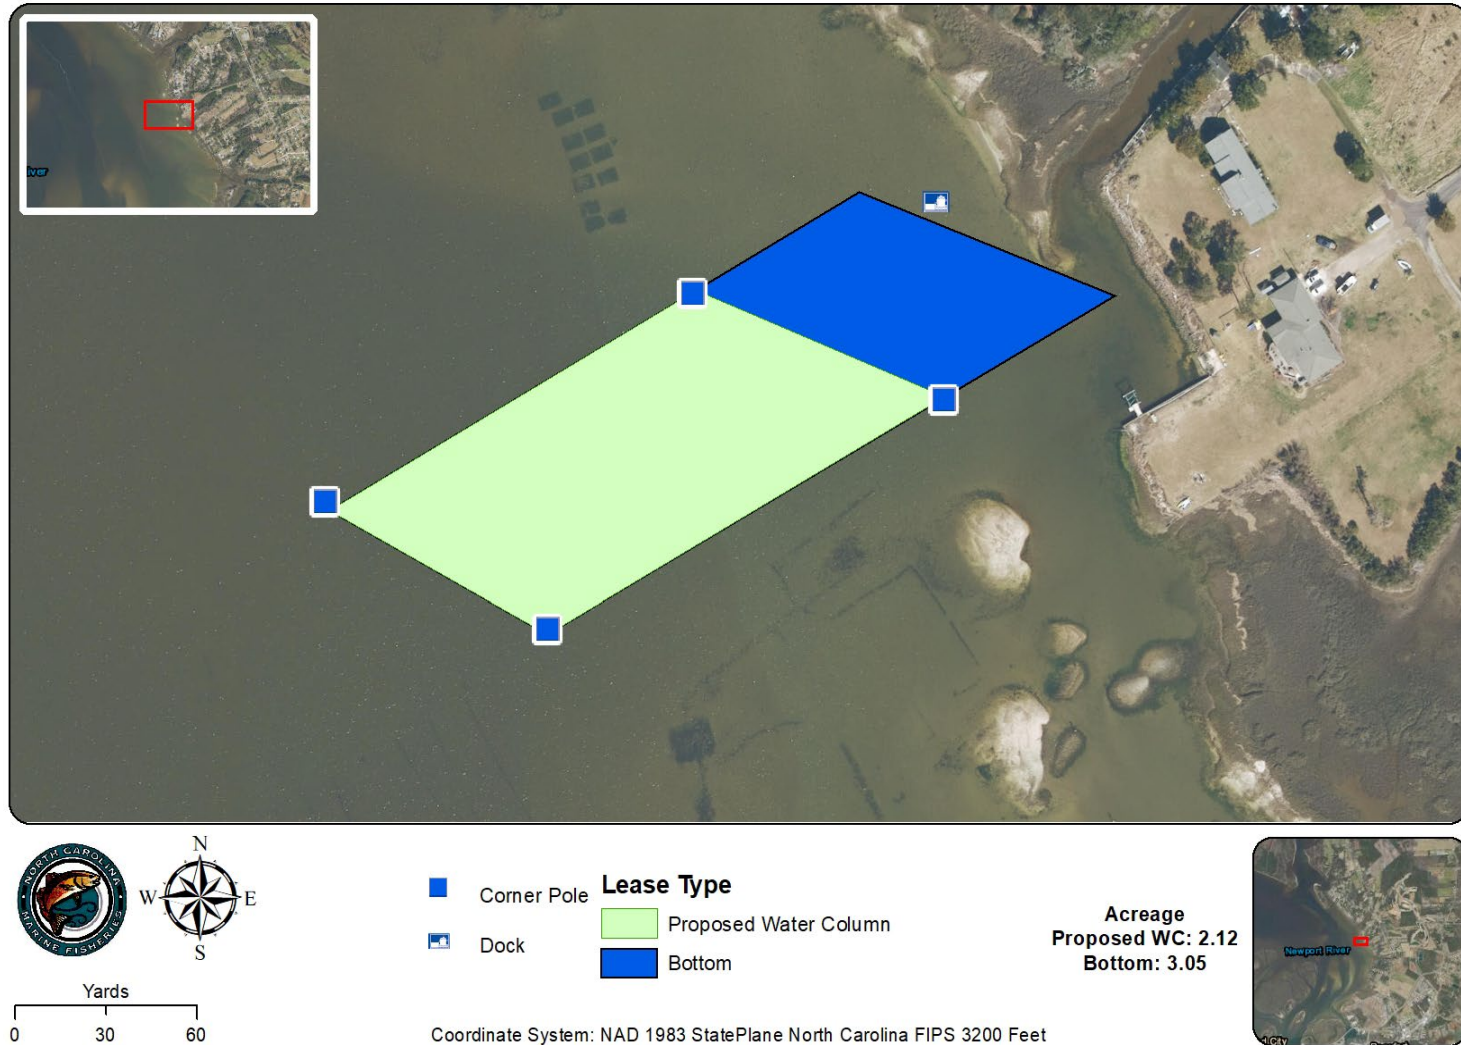 iver
NORTH CAROLINA
MARINE FISHERIES
N
W
E
S
Yards
0 30 60
Corner Pole
Dock
Lease Type
Proposed Water Column
Bottom
Coordinate System: NAD 1983 StatePlane North Carolina FIPS 3200 Feet
Acreage
Proposed WC: 2.12
Bottom: 3.05
Newport River